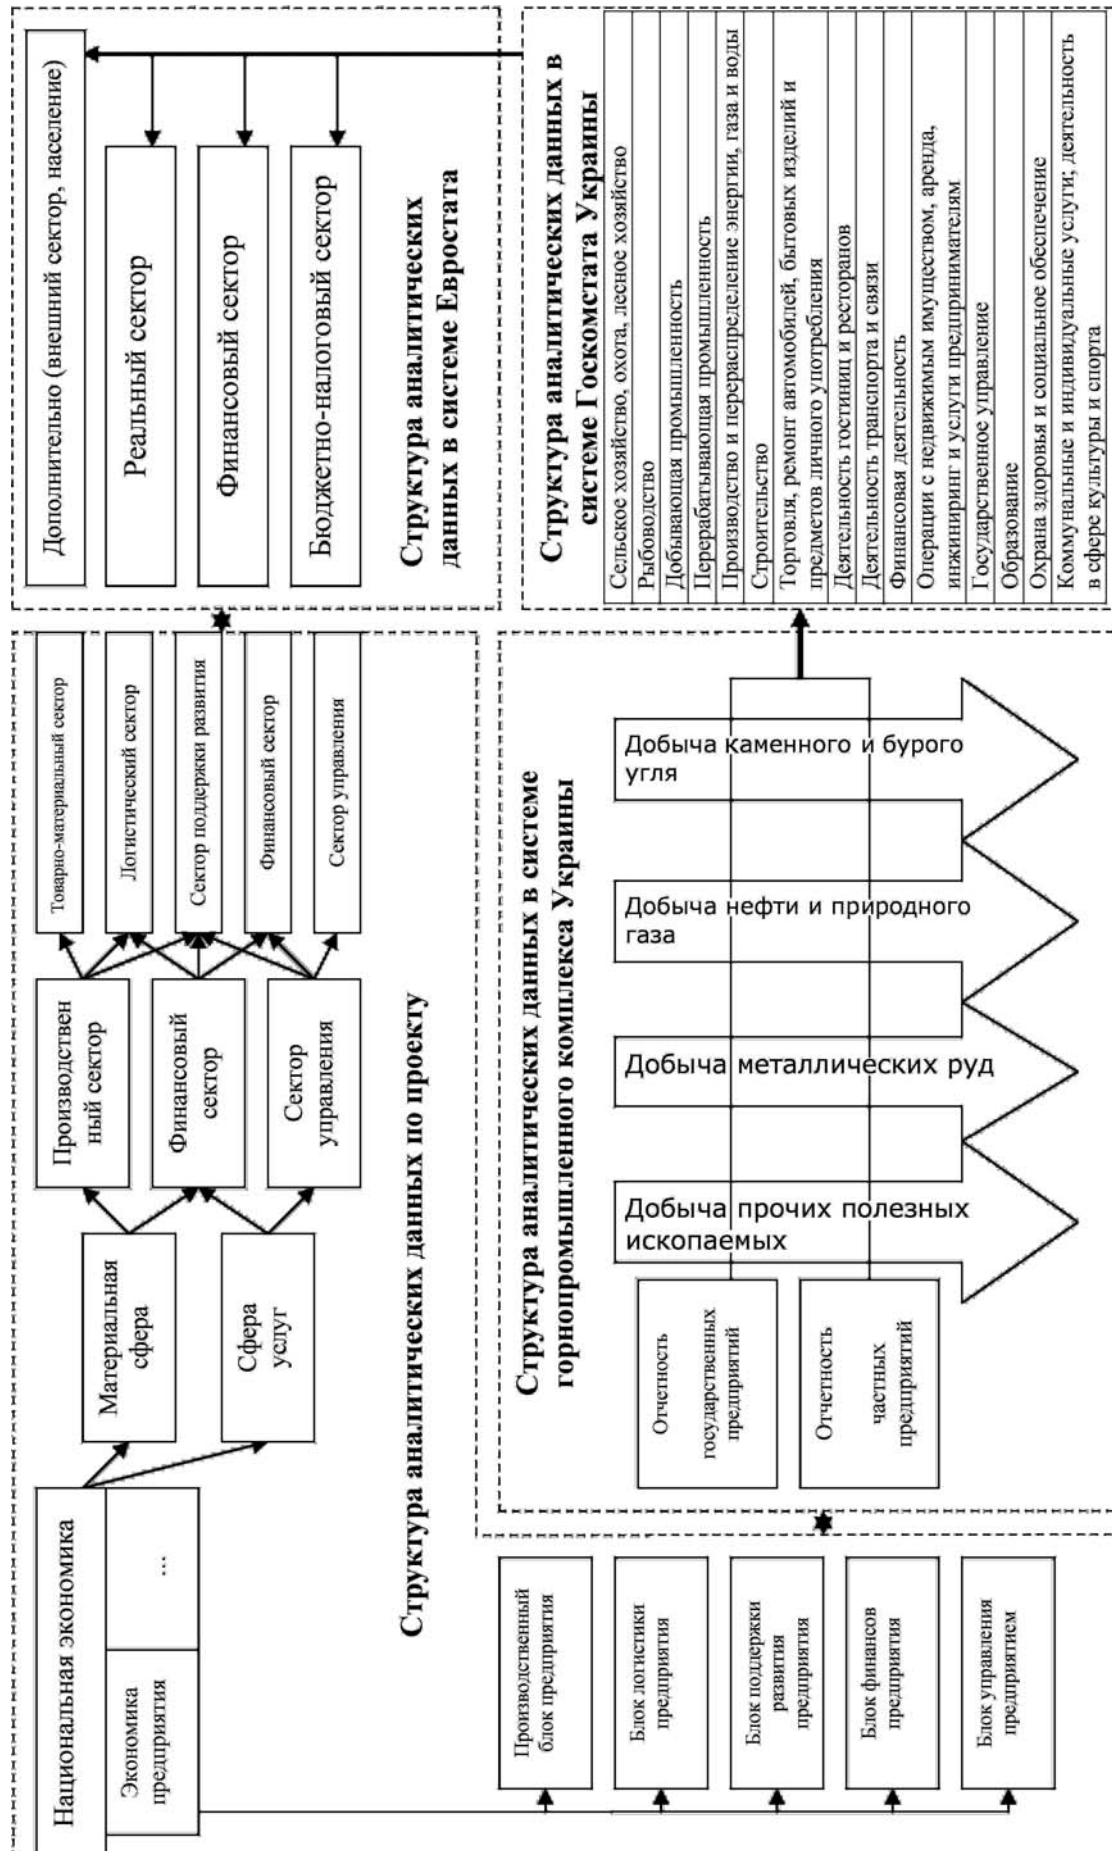 Национальная экономика
Экономика
предприятия
...
Материальная
сфера
Сфера
услуг
Производствен
ный сектор
Финансовый
сектор
Сектор
управления
Товарно-материальный сектор
Логистический сектор
Сектор поддержки развития
Финансовый сектор
Сектор управления
Структура аналитических данных по проекту
Дополнительно (внешний сектор, население)
Реальный сектор
Финансовый сектор
Бюджетно-налоговый сектор
Структура аналитических
данных в системе Евростата
Производственный
блок предприятия
Блок логистики
предприятия
Блок поддержки
развития
предприятия
Блок финансов
предприятия
Блок управления
предприятием
Структура аналитических данных в системе
горнопромышленного комплекса Украины
Отчетность
государственных
предприятий
Отчетность
частных
предприятий
Добыча каменного и бурого
угля
Добыча нефти и природного
газа
Добыча металлических руд
Добыча прочих полезных
ископаемых
Структура аналитических данных в
системе Госкомстата Украины
Сельское хозяйство, охота, лесное хозяйство
Рыбоводство
Добывающая промышленность
Перерабатывающая промышленность
Производство и перераспределение энергии, газа и воды
Строительство
Торговля, ремонт автомобилей, бытовых изделий и
предметов личного употребления
Деятельность гостиниц и ресторанов
Деятельность транспорта и связи
Финансовая деятельность
Операции с недвижимым имуществом, аренда,
инжиниринг и услуги предпринимателям
Государственное управление
Образование
Охрана здоровья и социальное обеспечение
Коммунальные и индивидуальные услуги; деятельность
в сфере культуры и спорта